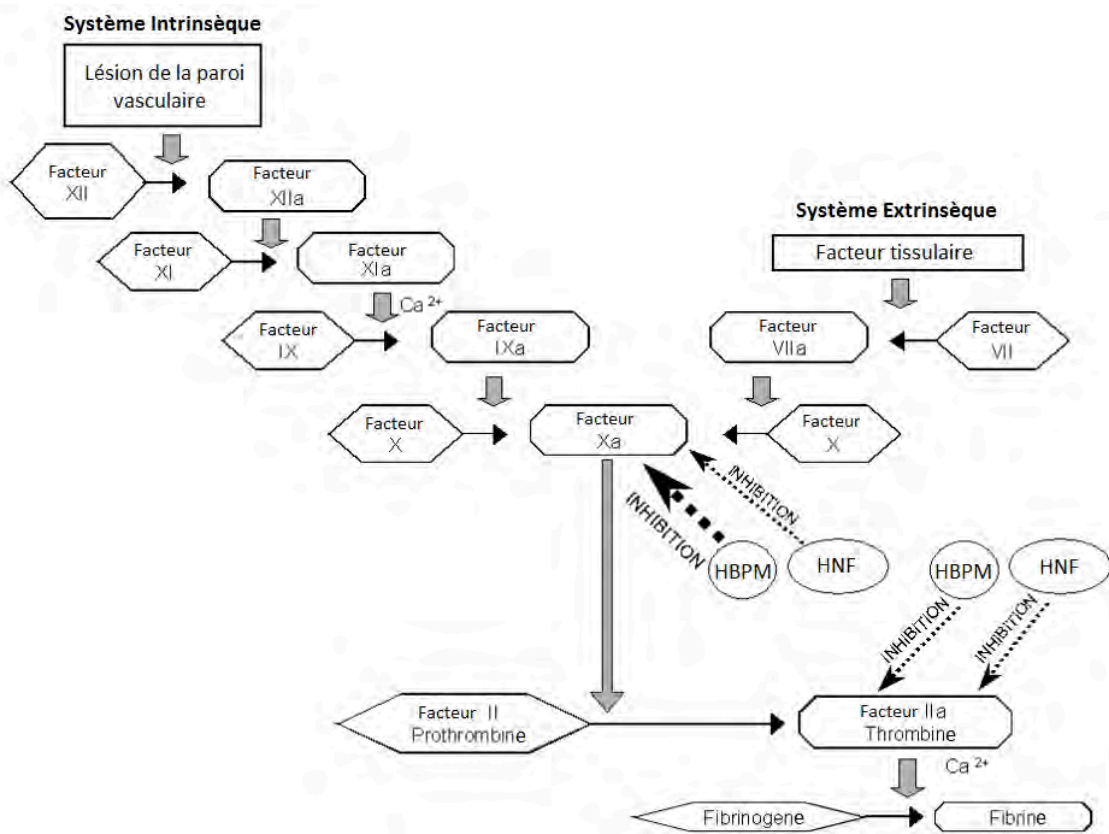 Système Intrinsèque
Lésion de la paroi
vasculaire
Facteur
XII
Facteur
XIIa
Système Extrinsèque
Facteur
XI
Facteur
XIa
Facteur tissulaire
Ca 2+
Facteur
IX
Facteur
IXa
Facteur
VIIa
Facteur
VII
Facteur
X
Facteur
Xa
Facteur
X
INHIBITION
INHIBITION
HBPM
HNF
HBPM
HNF
INHIBITION
INHIBITION
Facteur II
Prothrombine
Facteur IIa
Thrombine
Ca 2+
Fibrinogene
Fibrine